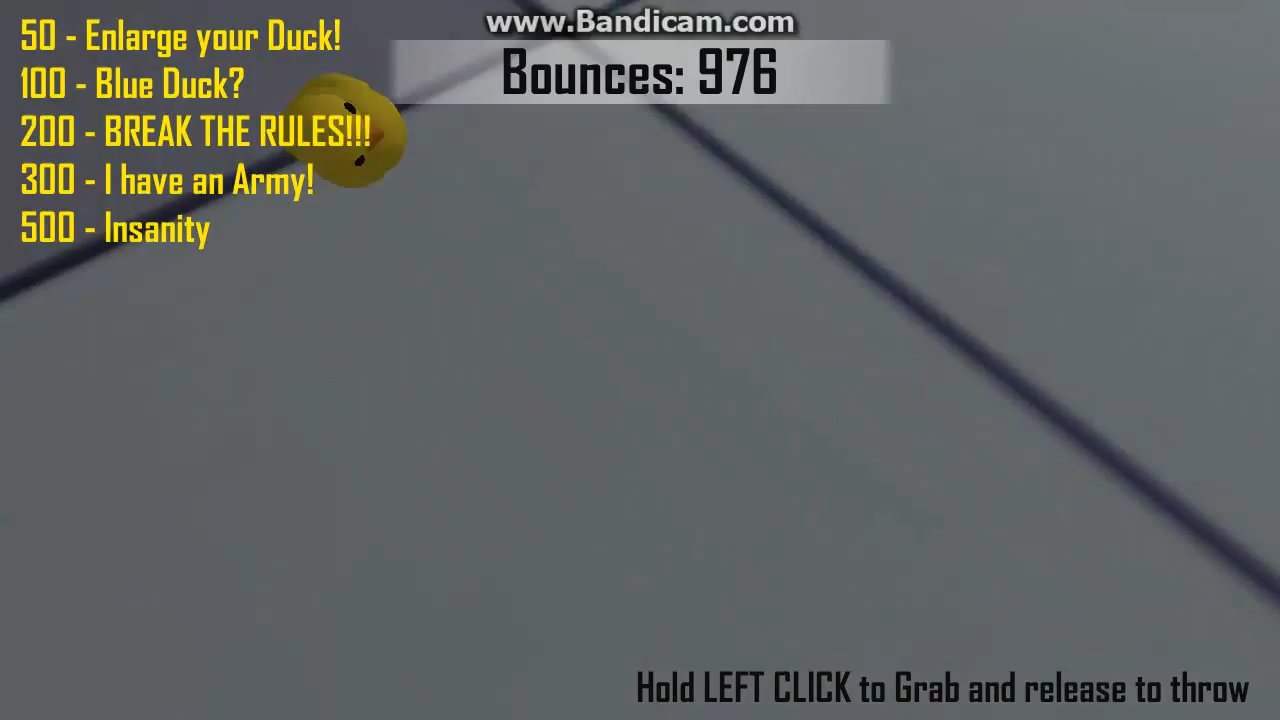 www.Bandicam.com
Bounces: 976
50 - Enlarge your Duck!
100 - Blue Duck?
200 - BREAK THE RULES!!!
300 - I have an Army!
500 - Insanity
Hold LEFT CLICK to Grab and release to throw